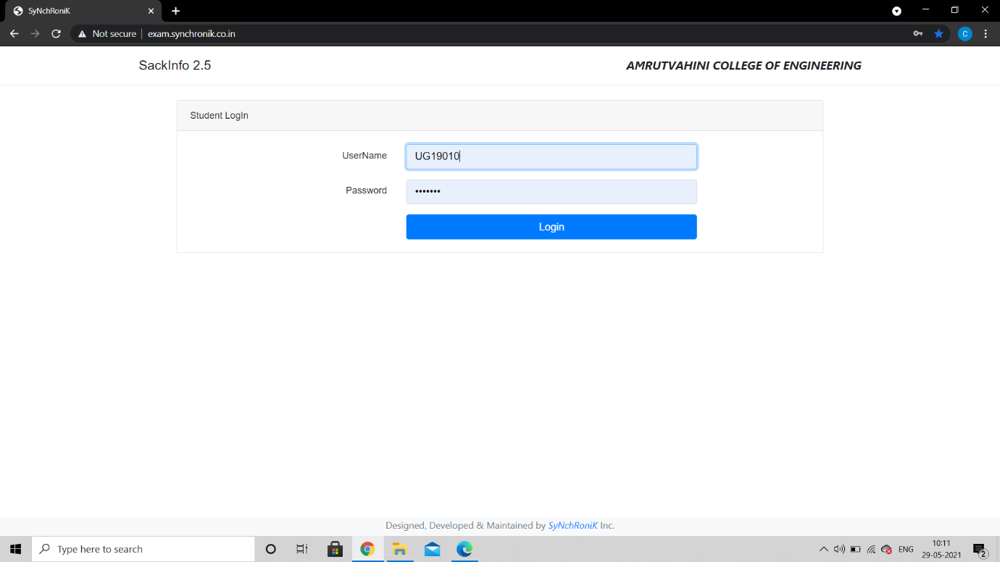 SyNchRoniK
Not secure
exam.synchronik.co.in
C
SackInfo 2.5
AMRUTVAHINI COLLEGE OF ENGINEERING
Student LogIn
UserName
UG19010
Password
•••••••
Login
Designed, Developed & Maintained by SyNchRoniK Inc.
Type here to search
ENG
10:11
29-05-2021
2